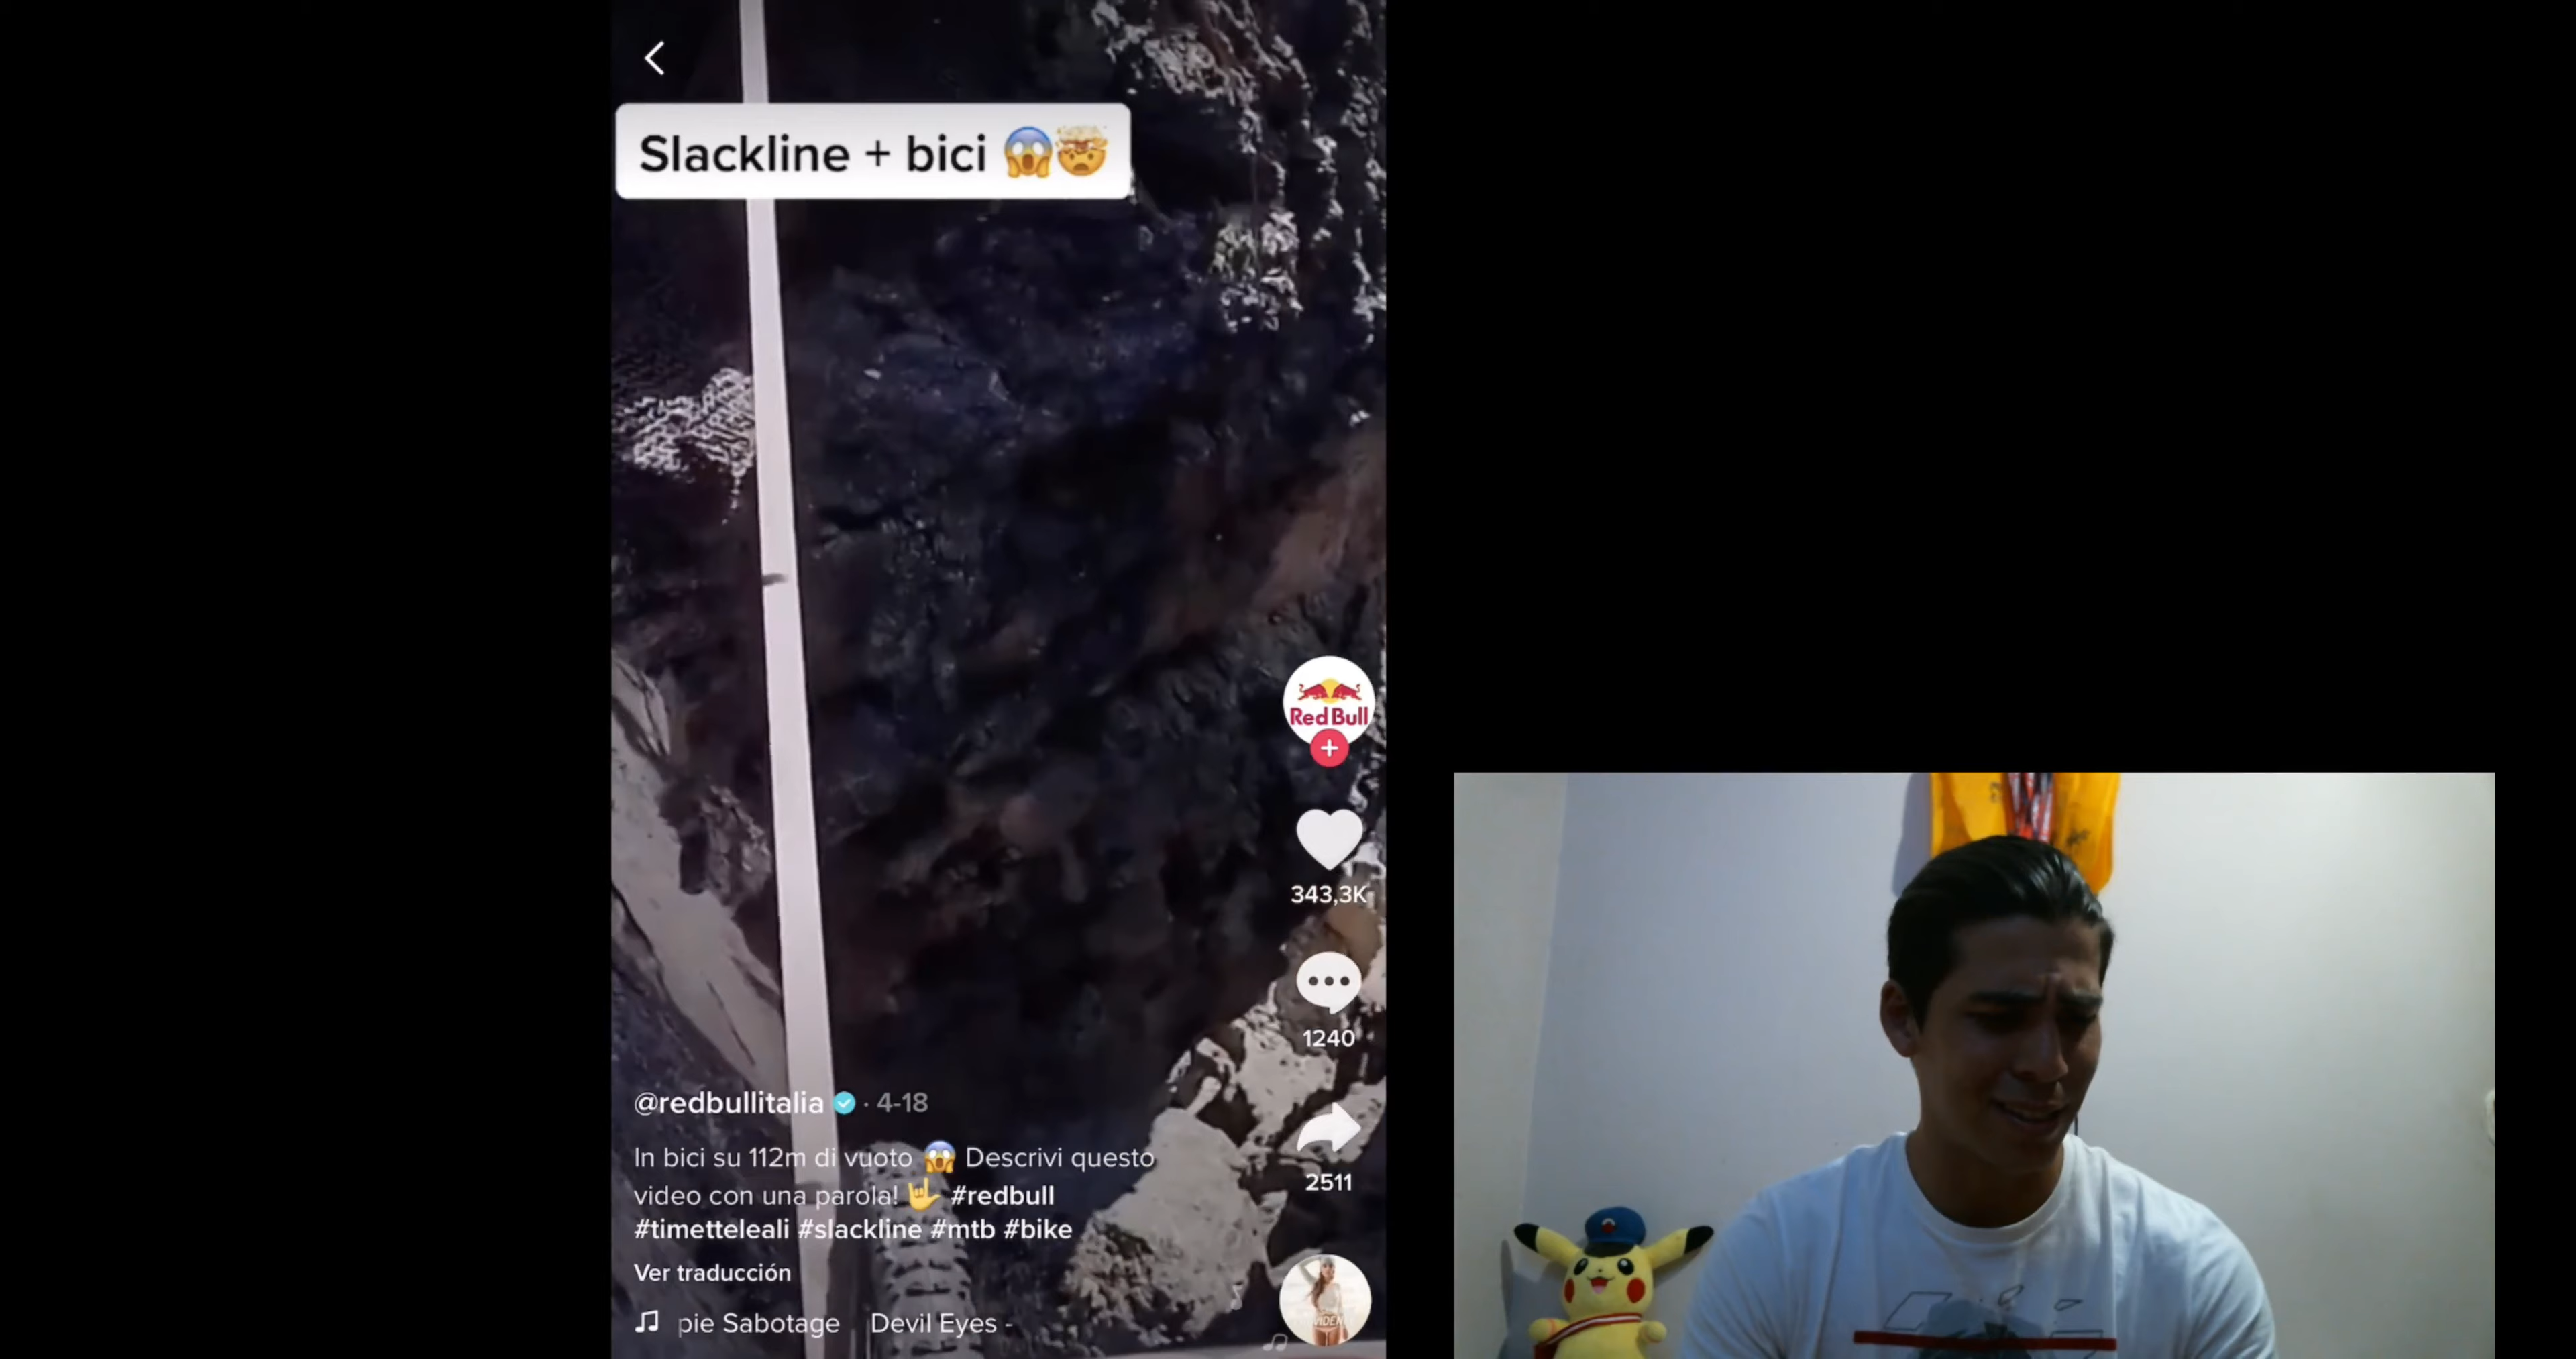 Slackline + bici 😱🤯
Red Bull
343,3K
1240
2511
@redbullitalia · 4-18
In bici su 112m di vuoto 😱 Descrivi questo
video con una parola! 🤟 #redbull
#timetteleali #slackline #mtb #bike
Ver traducción
pie Sabotage Devil Eyes -